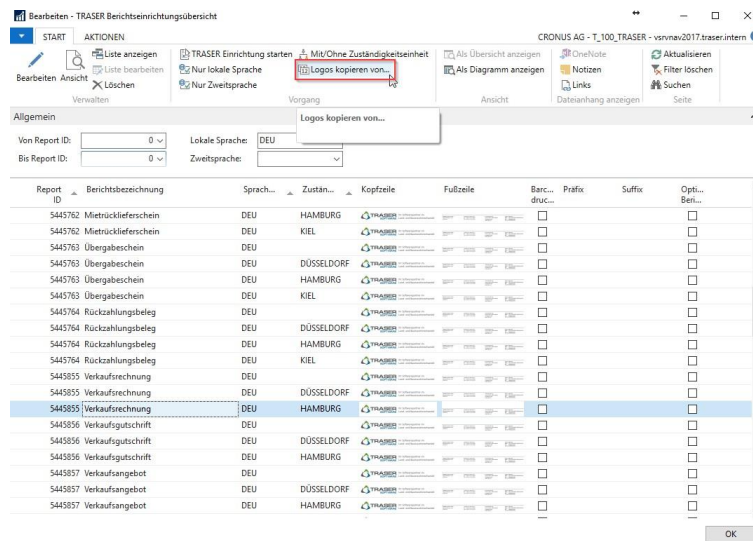 Bearbeiten - TRASER Berichtseinrichtungsübersicht
START AKTIONEN CRONUS AG - T_100_TRASER - vsrvnav2017.traser.intern
Bearbeiten
Ansicht
Liste anzeigen
Liste bearbeiten
Löschen
Verwalten
TRASER Einrichtung starten
Nur lokale Sprache
Nur Zweitsprache
Mit/Ohne Zuständigkeitseinheit
Logos kopieren von...
Vorgang
Als Übersicht anzeigen
Als Diagramm anzeigen
Ansicht
OneNote
Notizen
Links
Dateianhang anzeigen
Aktualisieren
Filter löschen
Suchen
Seite
Logos kopieren von...
Allgemein
Von Report ID: 0 Lokale Sprache: DEU
Bis Report ID: 0 Zweitsprache:
Report ID Berichtsbezeichnung Sprach... Zustän... Kopfzeile Fußzeile Barc... druc... Präfix Suffix Opti... Beri...
5445762 Mietrücklieferschein DEU HAMBURG TRASER
5445762 Mietrücklieferschein DEU KIEL TRASER
5445763 Übergabeschein DEU TRASER
5445763 Übergabeschein DEU DÜSSELDORF TRASER
5445763 Übergabeschein DEU HAMBURG TRASER
5445763 Übergabeschein DEU KIEL TRASER
5445764 Rückzahlungsbeleg DEU TRASER
5445764 Rückzahlungsbeleg DEU DÜSSELDORF TRASER
5445764 Rückzahlungsbeleg DEU HAMBURG TRASER
5445764 Rückzahlungsbeleg DEU KIEL TRASER
5445855 Verkaufsrechnung DEU TRASER
5445855 Verkaufsrechnung DEU DÜSSELDORF TRASER
5445855 Verkaufsrechnung DEU HAMBURG TRASER
5445856 Verkaufsgutschrift DEU TRASER
5445856 Verkaufsgutschrift DEU DÜSSELDORF TRASER
5445856 Verkaufsgutschrift DEU HAMBURG TRASER
5445857 Verkaufsangebot DEU TRASER
5445857 Verkaufsangebot DEU DÜSSELDORF TRASER
5445857 Verkaufsangebot DEU HAMBURG TRASER
OK